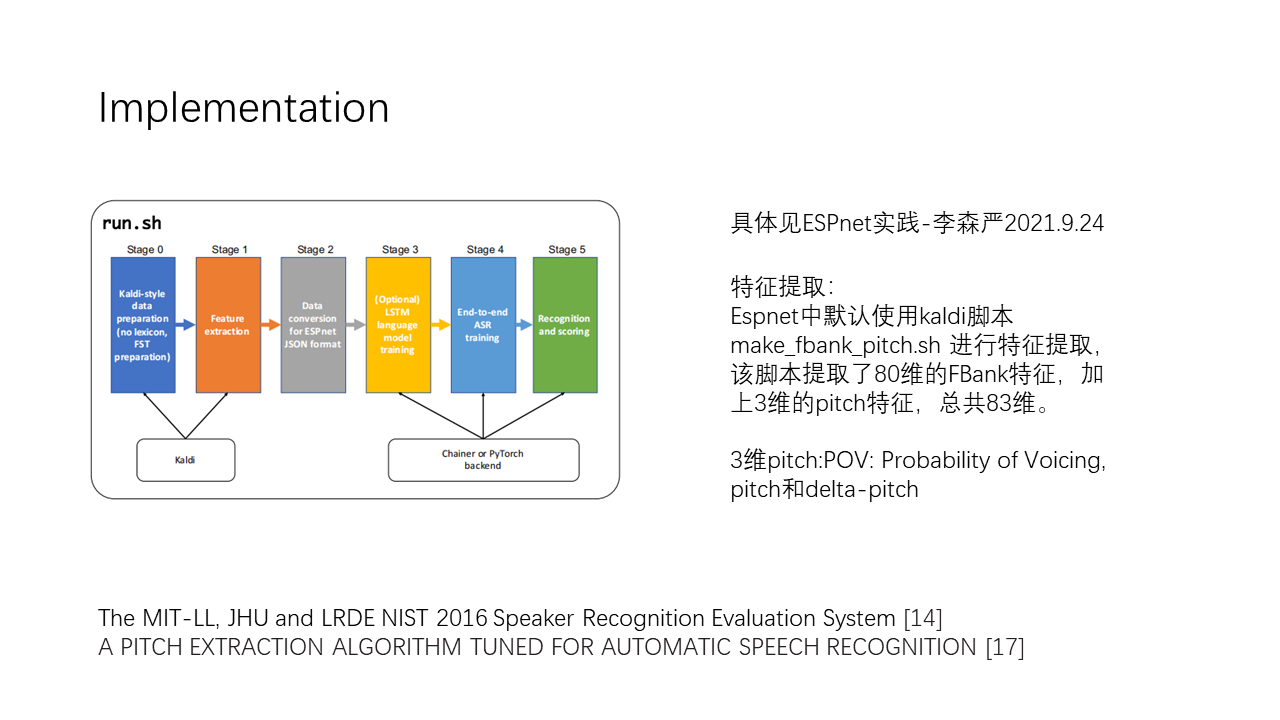 Implementation
run.sh
Stage 0
Stage 1
Stage 2
Stage 3
Stage 4
Stage 5
Kaldi-style
data
preparation
(no lexicon,
FST
preparation)
Feature
extraction
Data
conversion
for ESPnet
JSON format
(Optional)
LSTM
language
model
training
End-to-end
ASR
training
Recognition
and scoring
Kaldi
Chainer or PyTorch
backend
具体见ESPnet实践-李森严2021.9.24
特征提取：
Espnet中默认使用kaldi脚本
make_fbank_pitch.sh 进行特征提取，
该脚本提取了80维的FBank特征，加
上3维的pitch特征，总共83维。
3维pitch:POV: Probability of Voicing,
pitch和delta-pitch
The MIT-LL, JHU and LRDE NIST 2016 Speaker Recognition Evaluation System [14]
A PITCH EXTRACTION ALGORITHM TUNED FOR AUTOMATIC SPEECH RECOGNITION [17]